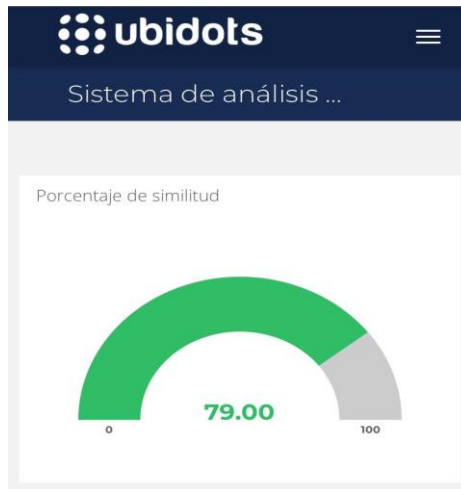 ubidots
Sistema de análisis ...
Porcentaje de similitud
79.00
0
100